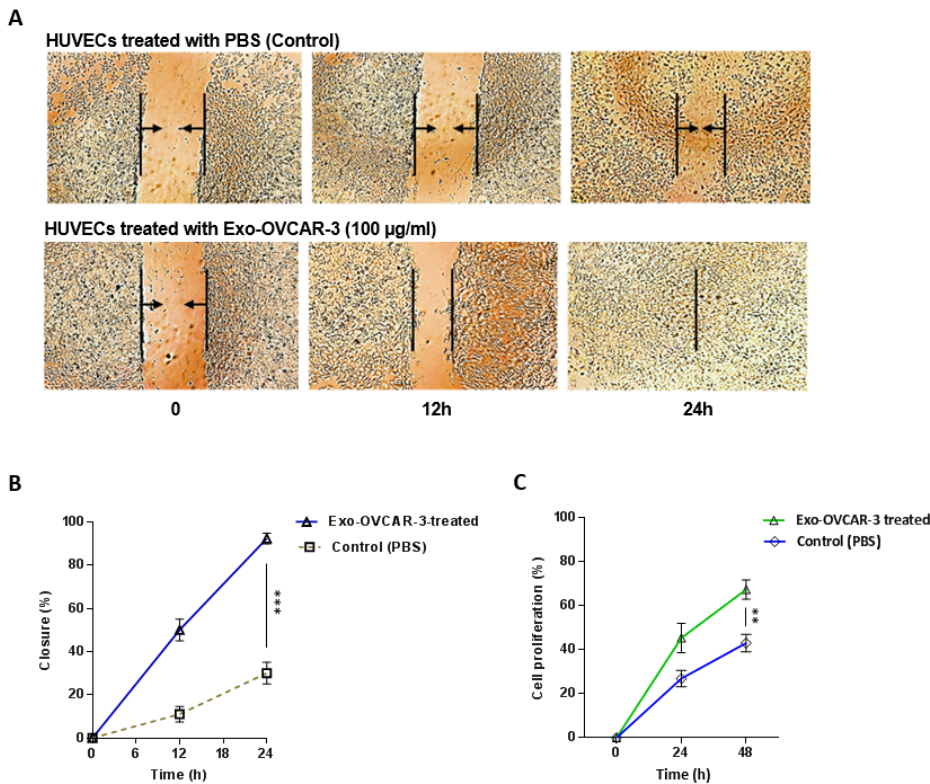 A
HUVECs treated with PBS (Control)
HUVECs treated with Exo-OVCAR-3 (100 µg/ml)
0 12h 24h
B
Exo-OVCAR-3-treated
Control (PBS)
100
80
60
40
20
0
Closure (%)
***
0 6 12 18 24
Time (h)
C
Exo-OVCAR-3 treated
Control (PBS)
100
80
60
40
20
0
Cell proliferation (%)
**
0 24 48
Time (h)